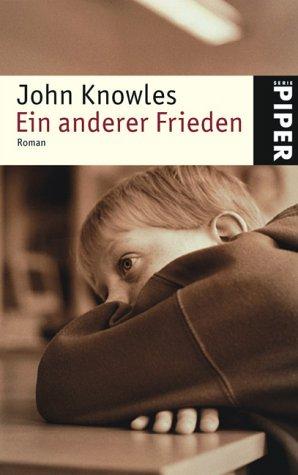 John Knowles
Ein anderer Frieden
Roman
SERIE
PIPER